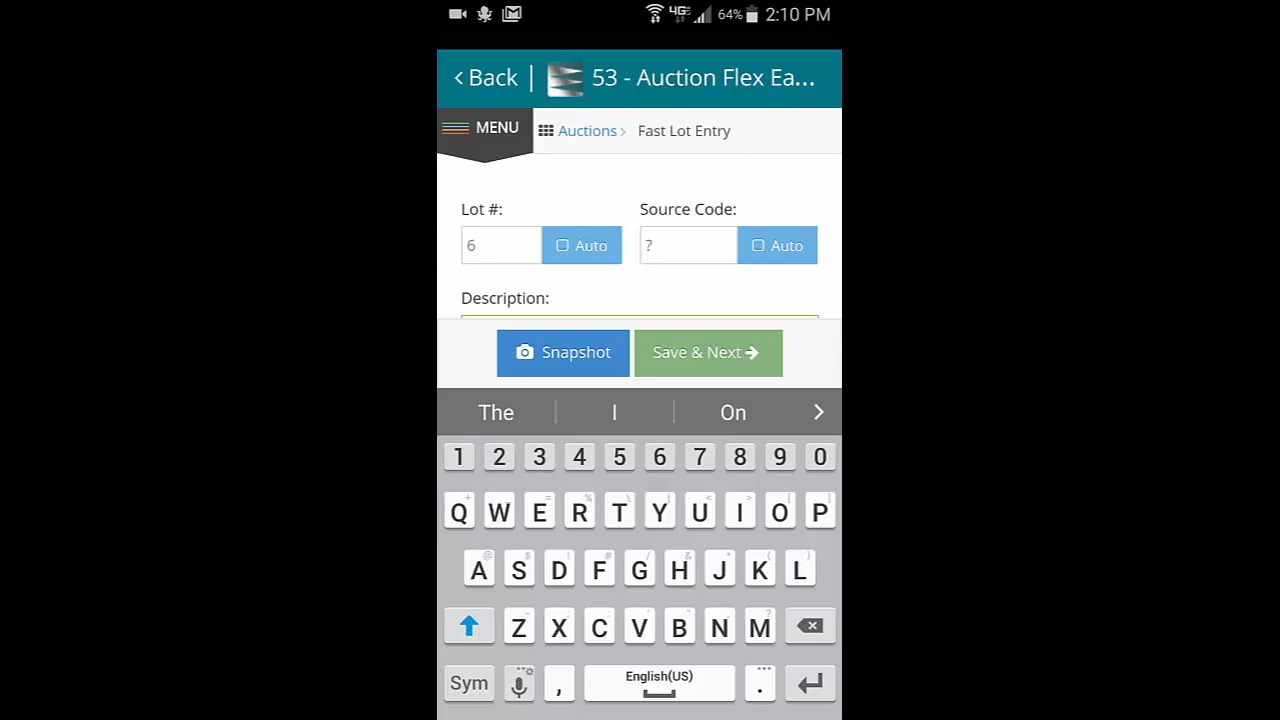 4G 64% 2:10 PM
Back | 53 - Auction Flex Ea...
MENU Auctions Fast Lot Entry
Lot #: Source Code:
6 Auto ? Auto
Description:
Snapshot Save & Next
The I On
1 2 3 4 5 6 7 8 9 0
Q W E R T Y U I O P
A S D F G H J K L
Z X C V B N M
Sym , English(US) .